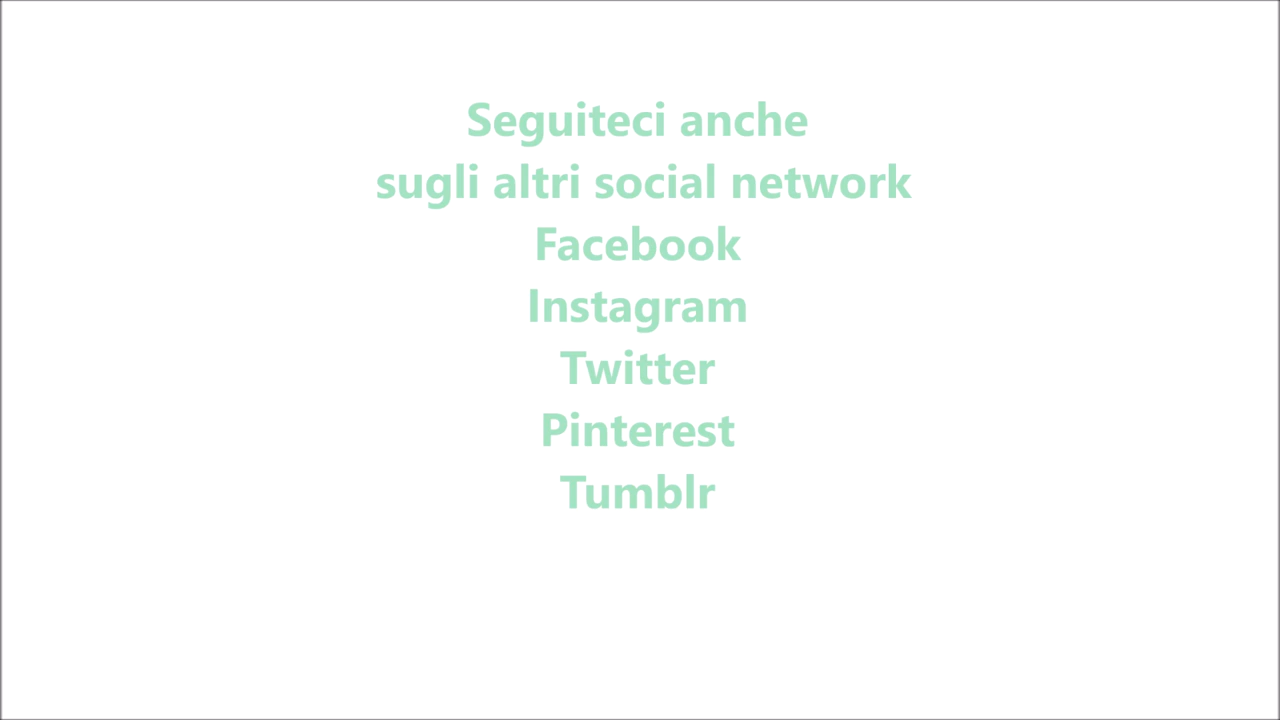 Seguiteci anche
sugli altri social network
Facebook
Instagram
Twitter
Pinterest
Tumblr